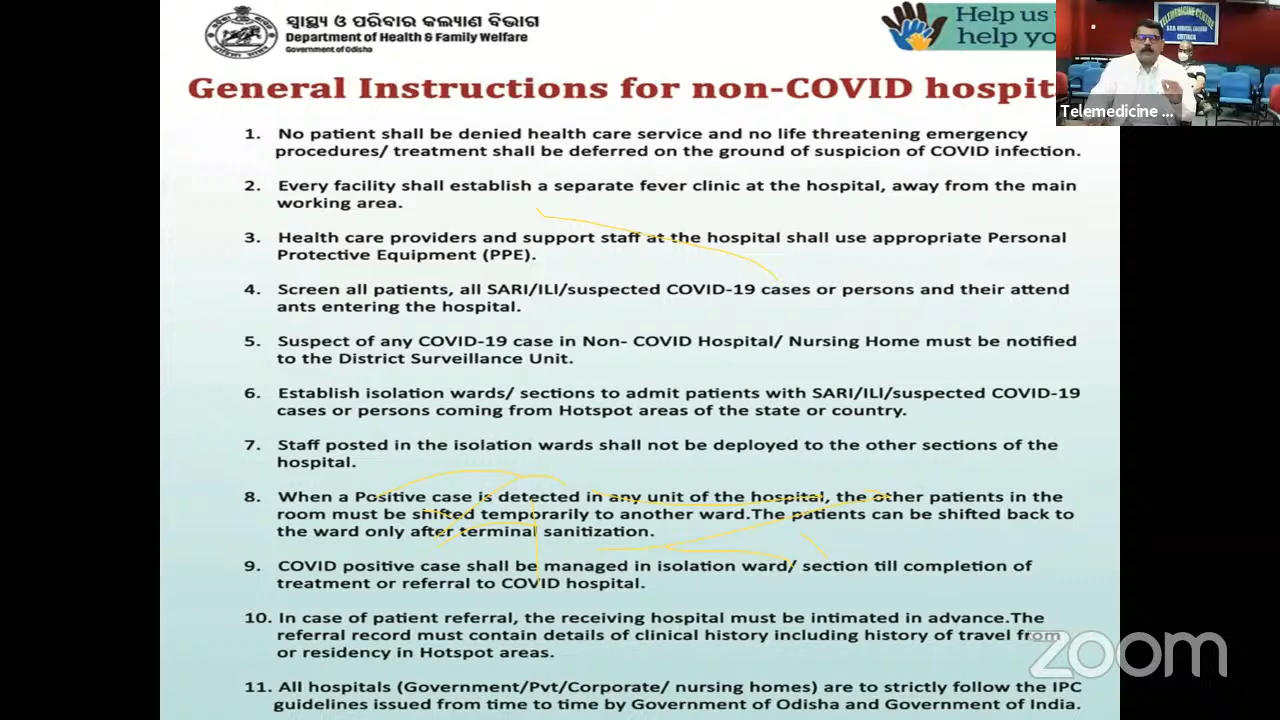 ସ୍ୱାସ୍ଥ୍ୟ ଓ ପରିବାର କଲ୍ୟାଣ ବିଭାଗ
Department of Health & Family Welfare
Government of Odisha
Help us
help yo
TELEMEDICINE CENTRE
S.C.B. MEDICAL COLLEGE
CUTTACK
Telemedicine ...
General Instructions for non-COVID hospit
1. No patient shall be denied health care service and no life threatening emergency
procedures/ treatment shall be deferred on the ground of suspicion of COVID infection.
2. Every facility shall establish a separate fever clinic at the hospital, away from the main
working area.
3. Health care providers and support staff at the hospital shall use appropriate Personal
Protective Equipment (PPE).
4. Screen all patients, all SARI/ILI/suspected COVID-19 cases or persons and their attend
ants entering the hospital.
5. Suspect of any COVID-19 case in Non- COVID Hospital/ Nursing Home must be notified
to the District Surveillance Unit.
6. Establish isolation wards/ sections to admit patients with SARI/ILI/suspected COVID-19
cases or persons coming from Hotspot areas of the state or country.
7. Staff posted in the isolation wards shall not be deployed to the other sections of the
hospital.
8. When a Positive case is detected in any unit of the hospital, the other patients in the
room must be shifted temporarily to another ward.The patients can be shifted back to
the ward only after terminal sanitization.
9. COVID positive case shall be managed in isolation ward/ section till completion of
treatment or referral to COVID hospital.
10. In case of patient referral, the receiving hospital must be intimated in advance.The
referral record must contain details of clinical history including history of travel from
or residency in Hotspot areas.
zoom
11. All hospitals (Government/Pvt/Corporate/ nursing homes) are to strictly follow the IPC
guidelines issued from time to time by Government of Odisha and Government of India.